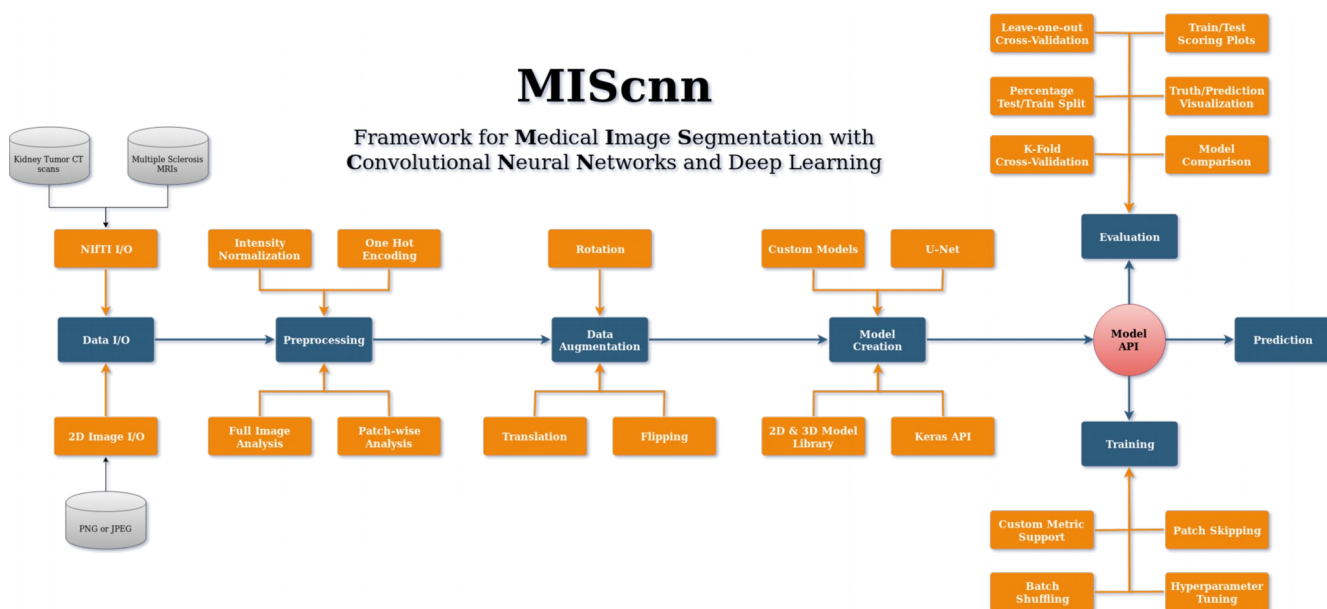 MIScnn
Framework for Medical Image Segmentation with
Convolutional Neural Networks and Deep Learning
Kidney Tumor CT
scans
Multiple Sclerosis
MRIs
NIfTI I/O
Data I/O
2D Image I/O
PNG or JPEG
Intensity
Normalization
One Hot
Encoding
Preprocessing
Full Image
Analysis
Patch-wise
Analysis
Rotation
Data
Augmentation
Translation
Flipping
Custom Models
U-Net
Model
Creation
2D & 3D Model
Library
Keras API
Leave-one-out
Cross-Validation
Train/Test
Scoring Plots
Percentage
Test/Train Split
Truth/Prediction
Visualization
K-Fold
Cross-Validation
Model
Comparison
Evaluation
Model
API
Prediction
Training
Custom Metric
Support
Patch Skipping
Batch
Shuffling
Hyperparameter
Tuning